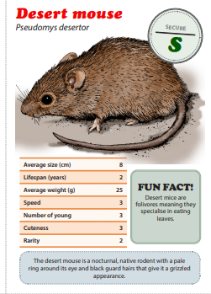 Desert mouse
Pseudomys desertor
SECURE
S
Average size (cm) 8
Lifespan (years) 2
Average weight (g) 25
Speed 3
Number of young 3
Cuteness 3
Rarity 2
FUN FACT!
Desert mice are
folivores meaning they
specialise in eating
leaves.
The desert mouse is a nocturnal, native rodent with a pale
ring around its eye and black guard hairs that give it a grizzled
appearance.